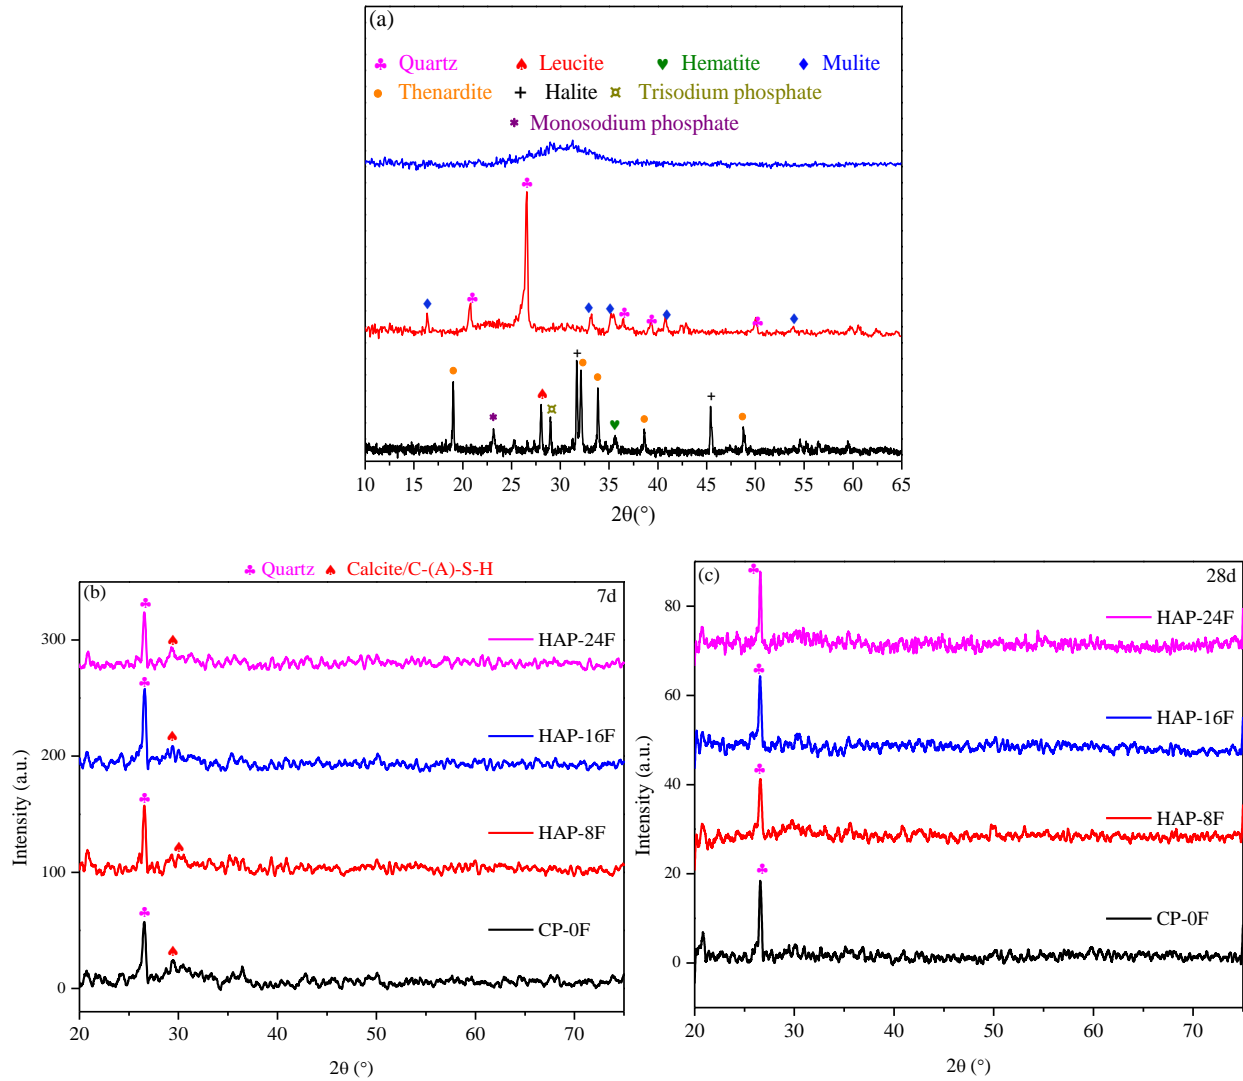 (a)
♣ Quartz ♠ Leucite ♥ Hematite ♦ Mulite
● Thenardite + Halite ¤ Trisodium phosphate
* Monosodium phosphate
10 15 20 25 30 35 40 45 50 55 60 65
2θ(°)
♣ Quartz ♠ Calcite/C-(A)-S-H
(b)
7d
HAP-24F
HAP-16F
HAP-8F
CP-0F
300
200
100
0
Intensity (a.u.)
20 30 40 50 60 70
2θ (°)
(c)
28d
HAP-24F
HAP-16F
HAP-8F
CP-0F
80
60
40
20
0
Intensity (a.u.)
20 30 40 50 60 70
2θ (°)